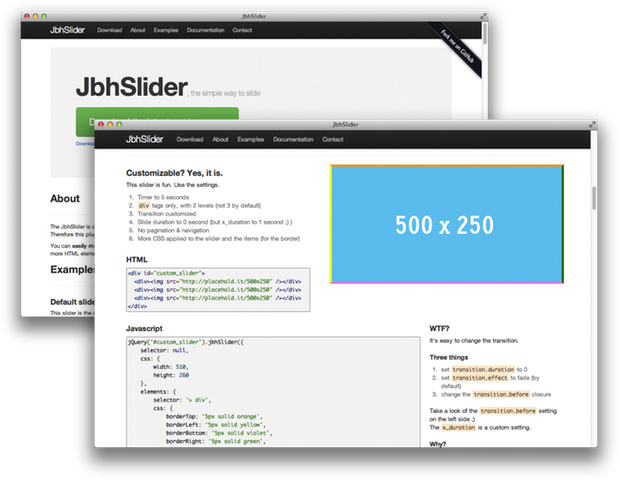 JbhSlider
JbhSlider Download About Examples Documentation Contact
Fork me on GitHub
JbhSlider , the simple way to slide
About
The JbhSlider is
Therefore this plu
You can easily ma
more HTML eleme
Examples
Default slide
This slider is the
JbhSlider
JbhSlider Download About Examples Documentation Contact
Customizable? Yes, it is.
This slider is fun. Use the settings.
1. Timer to 5 seconds
2. div tags only, with 2 levels (not 3 by default)
3. Transition customized
4. Slide duration to 0 second (but x_duration to 1 second ;) )
5. No pagination & navigation
6. More CSS applied to the slider and the items (for the border)
500 x 250
HTML
<div id="custom_slider">
<div><img src="http://placehold.it/500x250" /></div>
<div><img src="http://placehold.it/500x250" /></div>
<div><img src="http://placehold.it/500x250" /></div>
</div>
Javascript
jQuery('#custom_slider').jbhSlider({
selector: null,
css: {
width: 510,
height: 260
},
elements: {
selector: '> div',
css: {
borderTop: '5px solid orange',
borderLeft: '5px solid yellow',
borderBottom: '5px solid violet',
borderRight: '5px solid green',
WTF?
It's easy to change the transition.
Three things
1. set transition.duration to 0
2. set transition.effect to fade (by
default)
3. change the transition.before closure
Take a look of the transition.before setting
on the left side ;)
The x_duration is a custom setting.
Why?